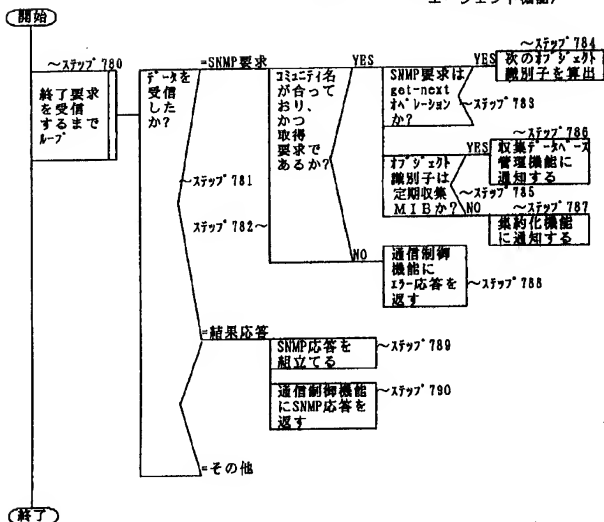 エージェント機能)
開始
~ステップ780
終了要求
を受信
するまで
ループ
データを
受信
したか?
=SNMP要求
~ステップ781
ステップ782~
コミュニティ名
が合って
おり、
かつ
取得
要求で
あるか?
YES
SNMP要求は
get-next
オペレーション
か?
~ステップ783
YES
~ステップ784
次のオブジェクト
識別子を算出
オブジェクト
識別子は
定期収集
MIBか?
~ステップ785
YES
~ステップ786
収集データベース
管理機能に
通知する
NO
~ステップ787
集約化機能
に通知する
NO
通信制御
機能に
エラー応答を
返す
~ステップ788
=結果応答
SNMP応答を
組立てる
~ステップ789
通信制御機能
にSNMP応答を
返す
~ステップ790
=その他
終了